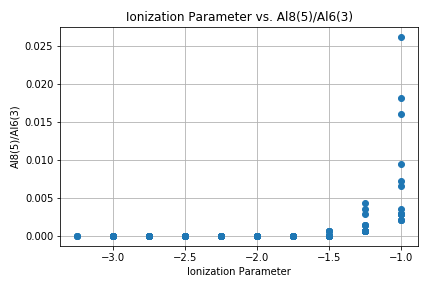 Ionization Parameter vs. Al8(5)/Al6(3)
0.025
0.020
0.015
0.010
0.005
0.000
Al8(5)/Al6(3)
−3.0 −2.5 −2.0 −1.5 −1.0
Ionization Parameter